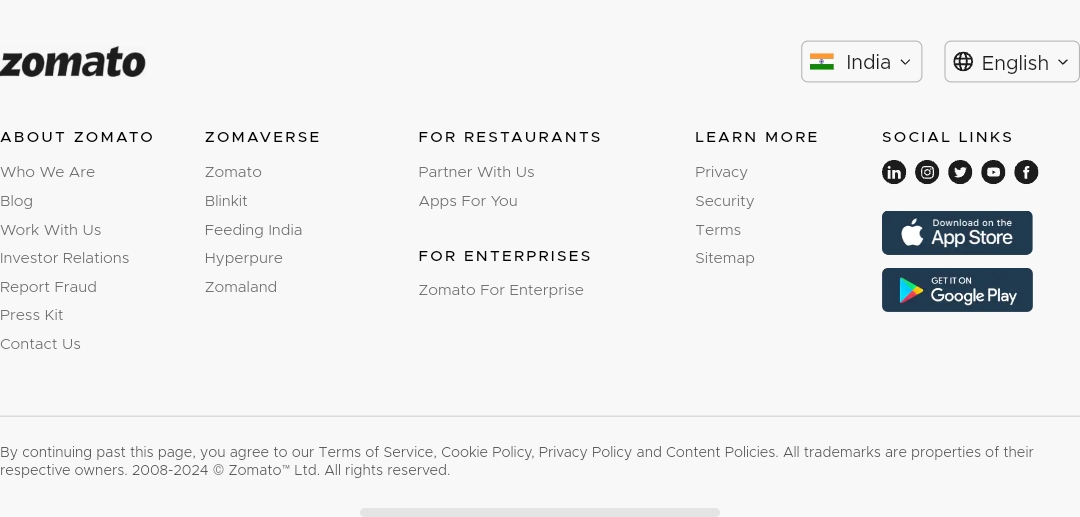 zomato
India
English
ABOUT ZOMATO
Who We Are
Blog
Work With Us
Investor Relations
Report Fraud
Press Kit
Contact Us
ZOMAVERSE
Zomato
Blinkit
Feeding India
Hyperpure
Zomaland
FOR RESTAURANTS
Partner With Us
Apps For You
FOR ENTERPRISES
Zomato For Enterprise
LEARN MORE
Privacy
Security
Terms
Sitemap
SOCIAL LINKS
Download on the
App Store
GET IT ON
Google Play
By continuing past this page, you agree to our Terms of Service, Cookie Policy, Privacy Policy and Content Policies. All trademarks are properties of their
respective owners. 2008-2024 © Zomato™ Ltd. All rights reserved.